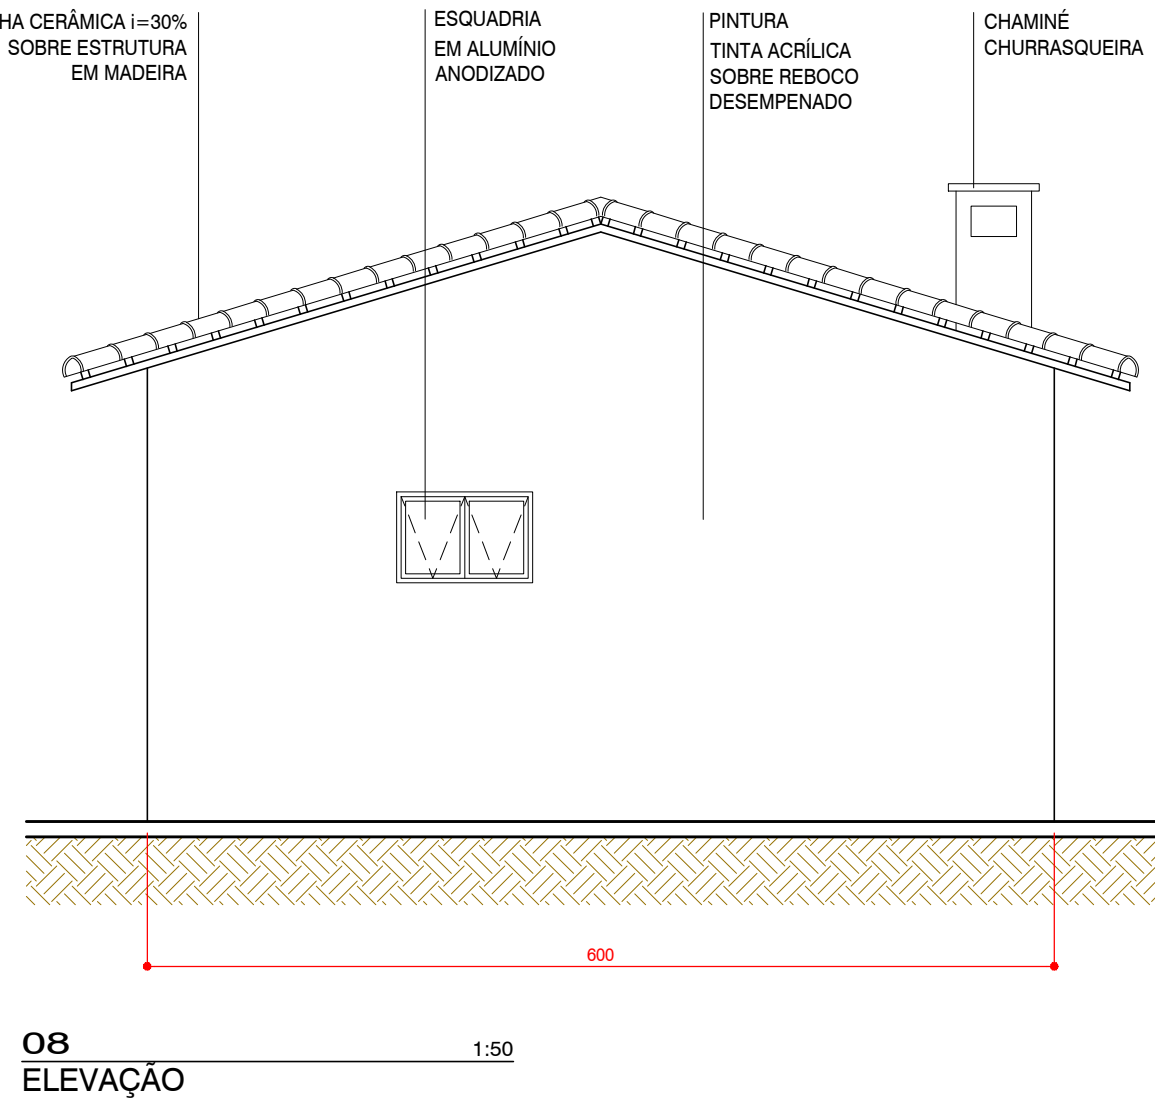 CERÂMICA i=30%
SOBRE ESTRUTURA
EM MADEIRA
ESQUADRIA
EM ALUMÍNIO
ANODIZADO
PINTURA
TINTA ACRÍLICA
SOBRE REBOCO
DESEMPENADO
CHAMINÉ
CHURRASQUEIRA
600
08
1:50
ELEVAÇÃO